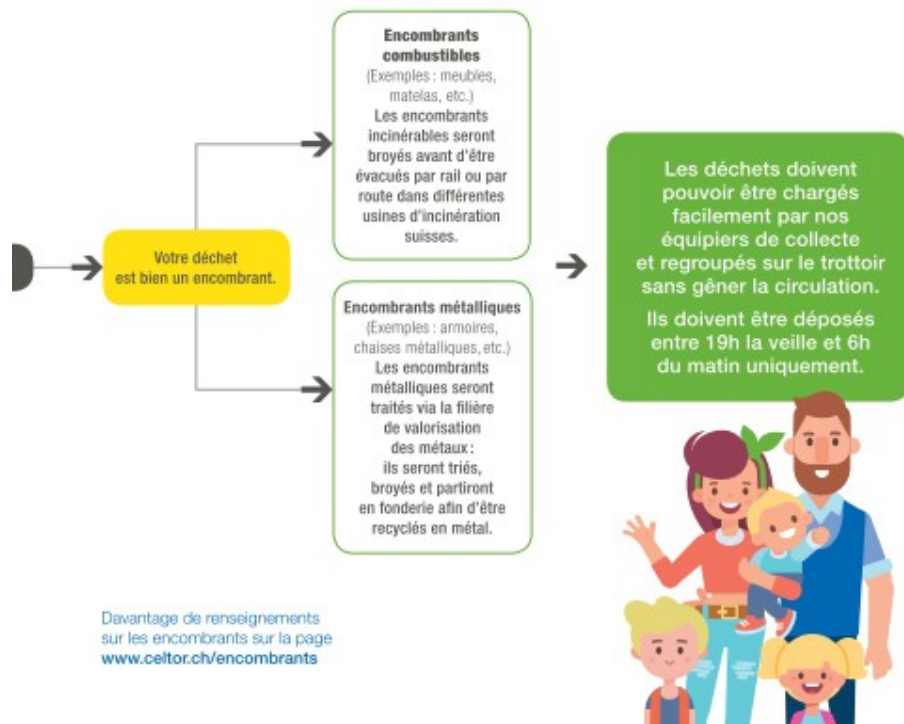 Votre déchet
est bien un encombrant.
Encombrants
combustibles
(Exemples : meubles,
matelas, etc.)
Les encombrants
incinérables seront
broyés avant d'être
évacués par rail ou par
route dans différentes
usines d'incinération
suisses.
Encombrants métalliques
(Exemples : armoires,
chaises métalliques, etc.)
Les encombrants
métalliques seront
traités via la filière
de valorisation
des métaux :
ils seront triés,
broyés et partiront
en fonderie afin d'être
recyclés en métal.
Les déchets doivent
pouvoir être chargés
facilement par nos
équipiers de collecte
et regroupés sur le trottoir
sans gêner la circulation.
Ils doivent être déposés
entre 19h la veille et 6h
du matin uniquement.
Davantage de renseignements
sur les encombrants sur la page
www.celtor.ch/encombrants